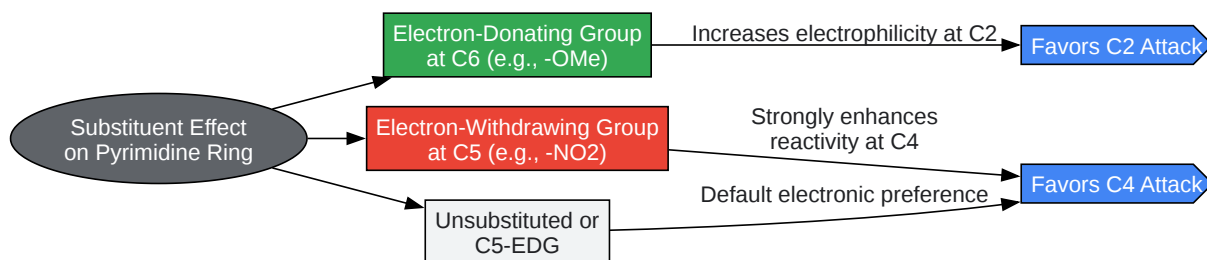 Substituent Effect
on Pyrimidine Ring
Electron-Donating Group
at C6 (e.g., -OMe)
Increases electrophilicity at C2
Favors C2 Attack
Electron-Withdrawing Group
at C5 (e.g., -NO2)
Strongly enhances
reactivity at C4
Favors C4 Attack
Unsubstituted or
C5-EDG
Default electronic preference